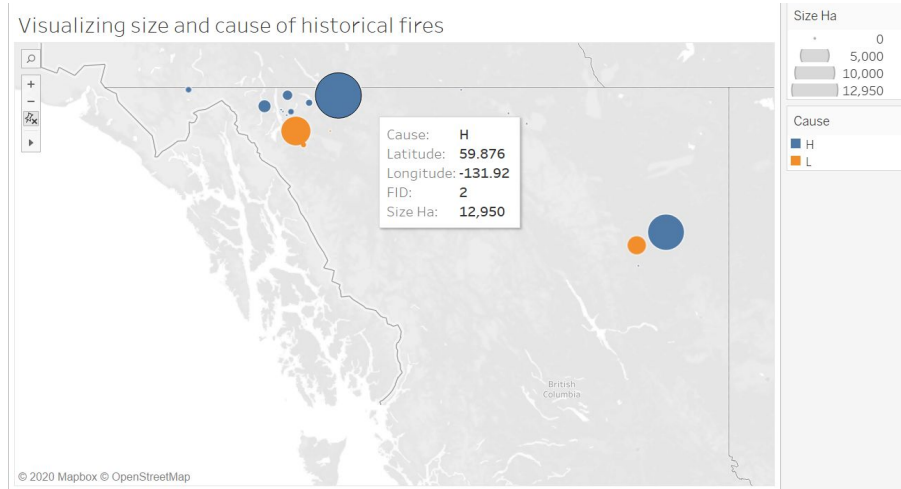 Visualizing size and cause of historical fires
Size Ha
0
5,000
10,000
12,950
Cause
H
L
Cause: H
Latitude: 59.876
Longitude: -131.92
FID: 2
Size Ha: 12,950
British
Columbia
© 2020 Mapbox © OpenStreetMap